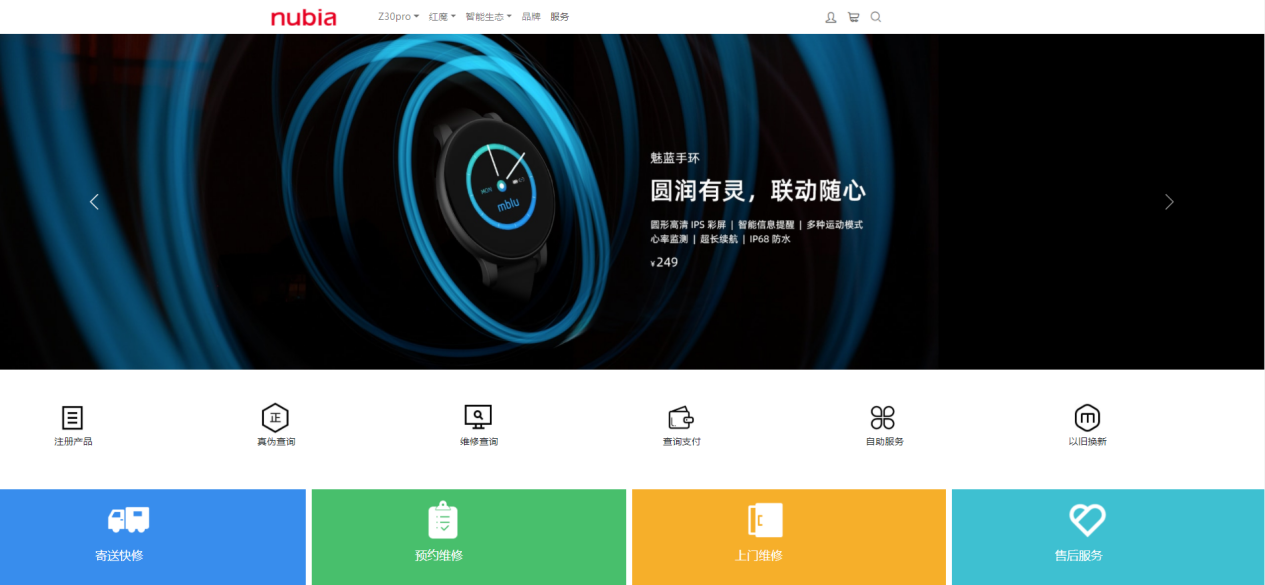 nubia
Z30pro 红魔 智能生态 品牌 服务
魅蓝手环
圆润有灵，联动随心
圆形高清 IPS 彩屏 | 智能信息提醒 | 多种运动模式
心率监测 | 超长续航 | IP68 防水
¥249
mblu
正
m
注册产品 真伪查询 维修查询 查询支付 自助服务 以旧换新
寄送快修 预约维修 上门维修 售后服务